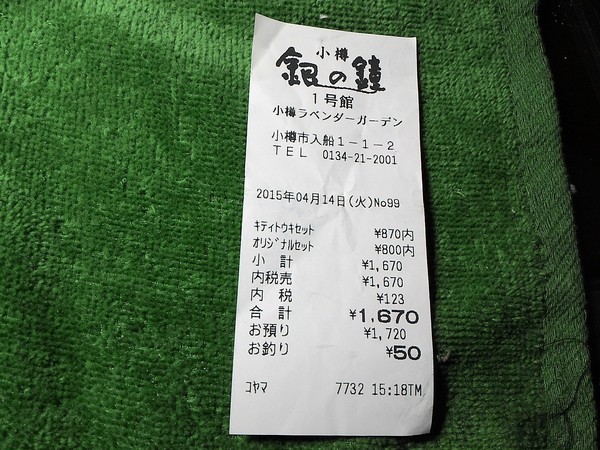 小樽
銀の鐘
1号館
小樽ラベンダーガーデン
小樽市入船1-1-2
TEL 0134-21-2001
2015年04月14日(火)No99
ｷﾃｨﾄｳｷｾｯﾄ ¥870内
ｵﾘｼﾞﾅﾙｾｯﾄ ¥800内
小 計 ¥1,670
内税売 ¥1,670
内 税 ¥123
合 計 ¥1,670
お預り ¥1,720
お釣り ¥50
ｺﾔﾏ 7732 15:18TM